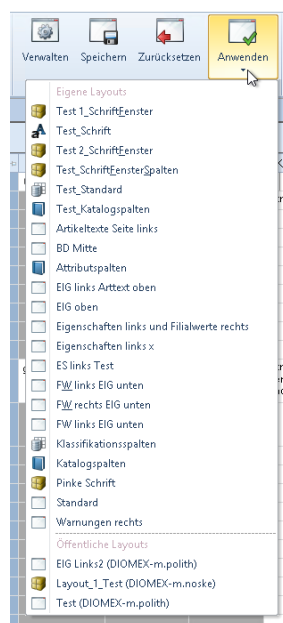 Verwalten Speichern Zurücksetzen Anwenden
Eigene Layouts
Test 1_SchriftFenster
Test_Schrift
Test 2_SchriftFenster
Test_SchriftFensterSpalten
Test_Standard
Test_Katalogspalten
Artikeltexte Seite links
BD Mitte
Attributspalten
EIG links Arttext oben
EIG oben
Eigenschaften links und Filialwerte rechts
Eigenschaften links x
ES links Test
FW links EIG unten
FW rechts EIG unten
FW links EIG unten
Klassifikationsspalten
Katalogspalten
Pinke Schrift
Standard
Warnungen rechts
Öffentliche Layouts
EIG Links2 (DIOMEX-m.polith)
Layout_1_Test (DIOMEX-m.noske)
Test (DIOMEX-m.polith)